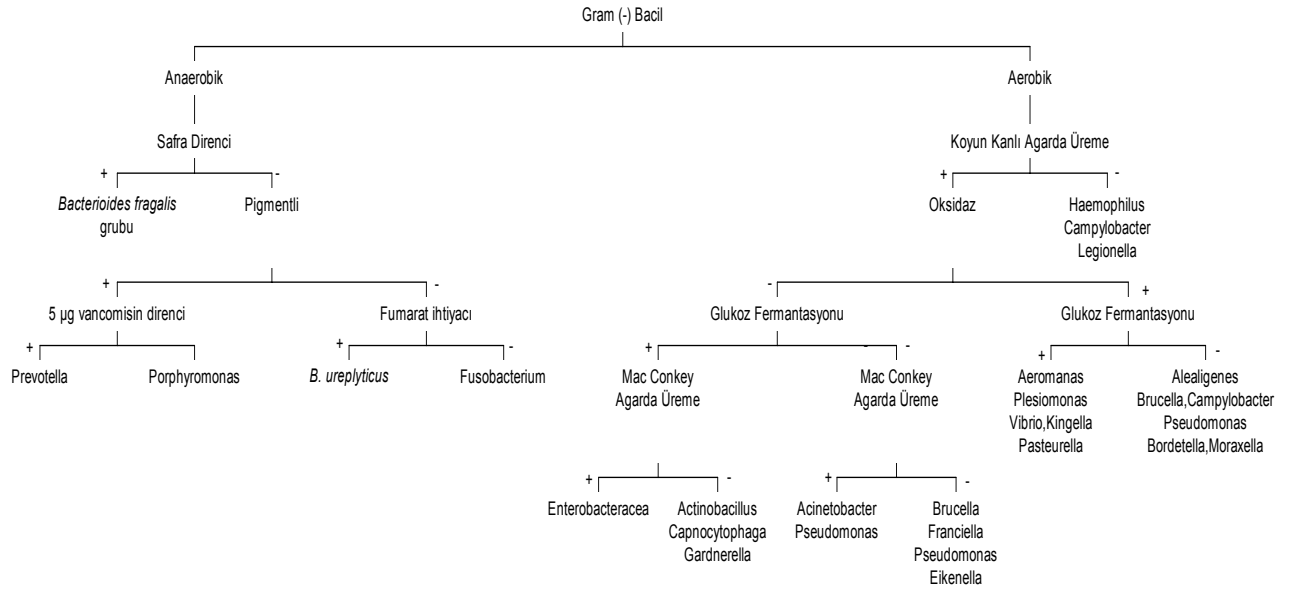 Gram (-) Bacil
Anaerobik
Aerobik
Safra Direnci
Koyun Kanlı Agarda Üreme
+
-
+
-
Bacterioides fragalis
grubu
Pigmentli
Oksidaz
Haemophilus
Campylobacter
Legionella
+
-
-
+
5 µg vancomisin direnci
Fumarat ihtiyacı
Glukoz Fermantasyonu
Glukoz Fermantasyonu
+
+
-
+
-
-
+
-
Prevotella
Porphyromonas
B. ureplyticus
Fusobacterium
Mac Conkey
Agarda Üreme
Mac Conkey
Agarda Üreme
Aeromanas
Plesiomonas
Vibrio,Kingella
Pasteurella
Alealigenes
Brucella,Campylobacter
Pseudomonas
Bordetella,Moraxella
+
-
+
-
Enterobacteracea
Actinobacillus
Capnocytophaga
Gardnerella
Acinetobacter
Pseudomonas
Brucella
Franciella
Pseudomonas
Eikenella